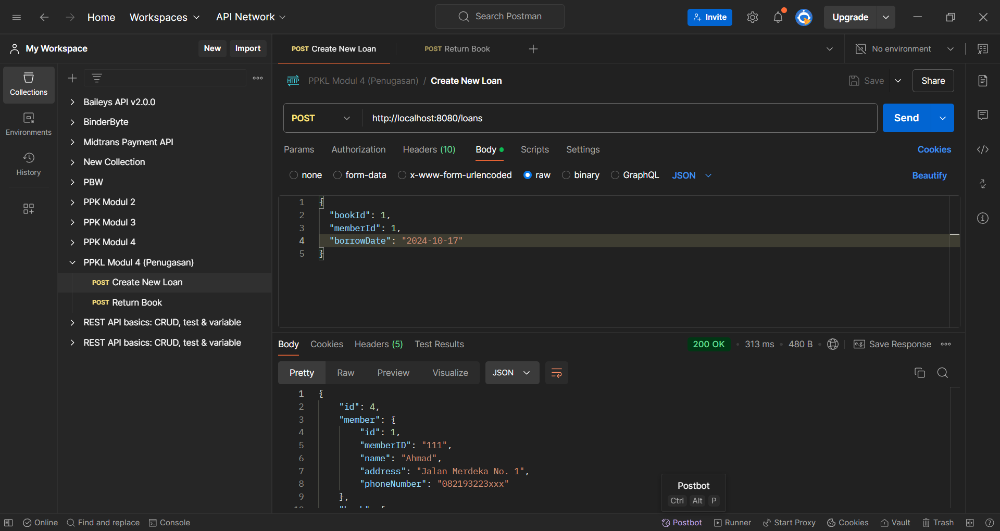 Home
Workspaces
API Network
Search Postman
Invite
Upgrade
My Workspace
New
Import
POST Create New Loan
POST Return Book
No environment
Collections
Environments
History
Baileys API v2.0.0
BinderByte
Midtrans Payment API
New Collection
PBW
PPK Modul 2
PPK Modul 3
PPK Modul 4
PPKL Modul 4 (Penugasan)
POST Create New Loan
POST Return Book
REST API basics: CRUD, test & variable
REST API basics: CRUD, test & variable
HTTP PPKL Modul 4 (Penugasan) / Create New Loan
Save
Share
POST
http://localhost:8080/loans
Send
Params
Authorization
Headers (10)
Body
Scripts
Settings
Cookies
none
form-data
x-www-form-urlencoded
raw
binary
GraphQL
JSON
Beautify
1 {
2 "bookId": 1,
3 "memberId": 1,
4 "borrowDate": "2024-10-17"
5 }
Body
Cookies
Headers (5)
Test Results
200 OK
313 ms
480 B
e.g. Save Response
Pretty
Raw
Preview
Visualize
JSON
1 {
2 "id": 4,
3 "member": {
4 "id": 1,
5 "memberID": "111",
6 "name": "Ahmad",
7 "address": "Jalan Merdeka No. 1",
8 "phoneNumber": "082193223xxx"
9 },
Postbot
Ctrl Alt P
Online
Find and replace
Console
Postbot
Runner
Start Proxy
Cookies
Vault
Trash